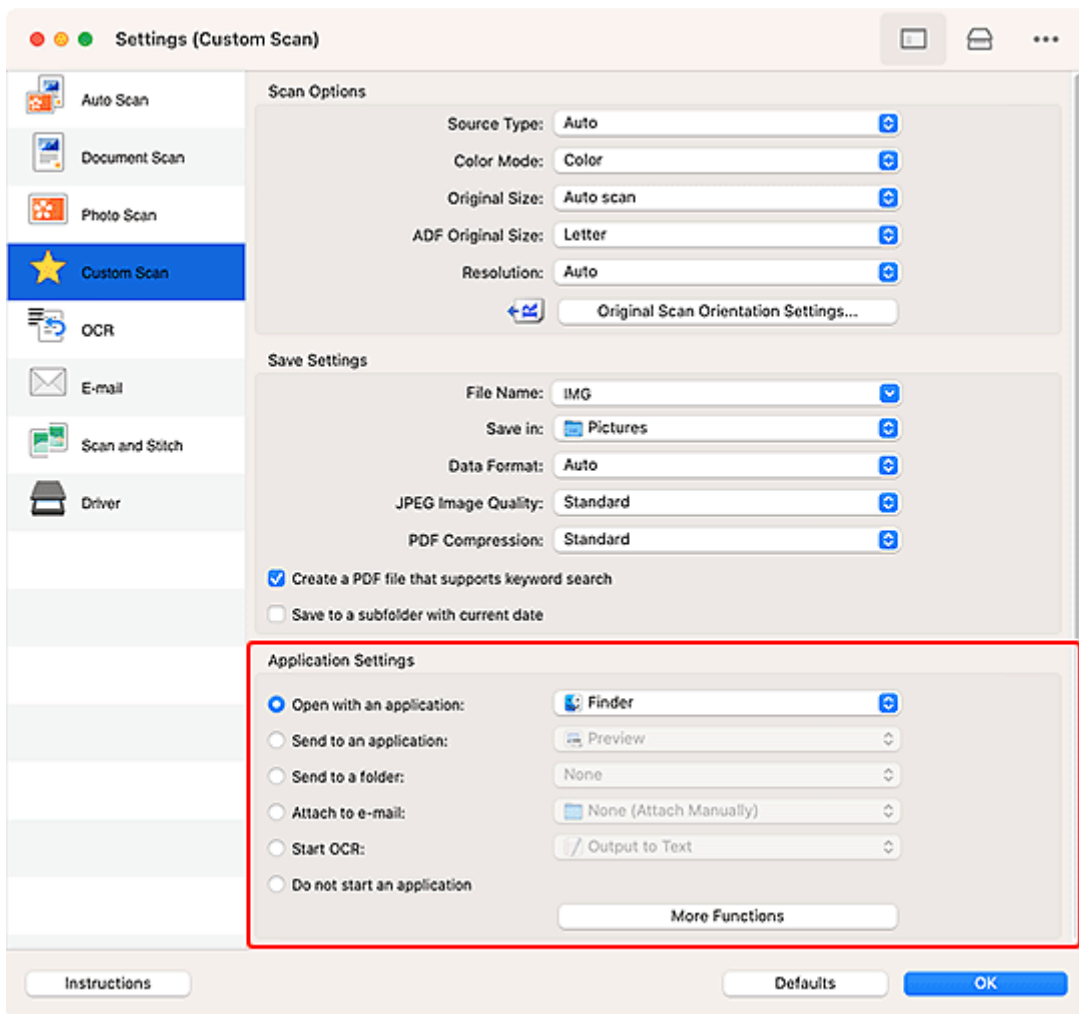 Settings (Custom Scan)
Auto Scan
Document Scan
Photo Scan
Custom Scan
OCR
E-mail
Scan and Stitch
Driver
Scan Options
Source Type: Auto
Color Mode: Color
Original Size: Auto scan
ADF Original Size: Letter
Resolution: Auto
Original Scan Orientation Settings...
Save Settings
File Name: IMG
Save in: Pictures
Data Format: Auto
JPEG Image Quality: Standard
PDF Compression: Standard
Create a PDF file that supports keyword search
Save to a subfolder with current date
Application Settings
Open with an application: Finder
Send to an application: Preview
Send to a folder: None
Attach to e-mail: None (Attach Manually)
Start OCR: Output to Text
Do not start an application
More Functions
Instructions
Defaults
OK